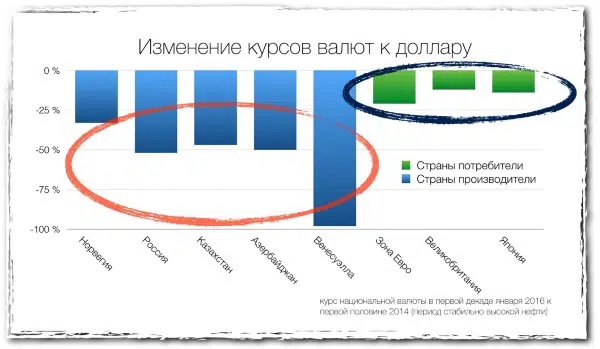 Изменение курсов валют к доллару
0 %
-25 %
-50 %
-75 %
-100 %
Страны потребители
Страны производители
Норвегия
Россия
Казахстан
Азербайджан
Венесуэлла
Зона Евро
Великобритания
Япония
курс национальной валюты в первой декаде января 2016 к
первой половине 2014 (период стабильно высокой нефти)